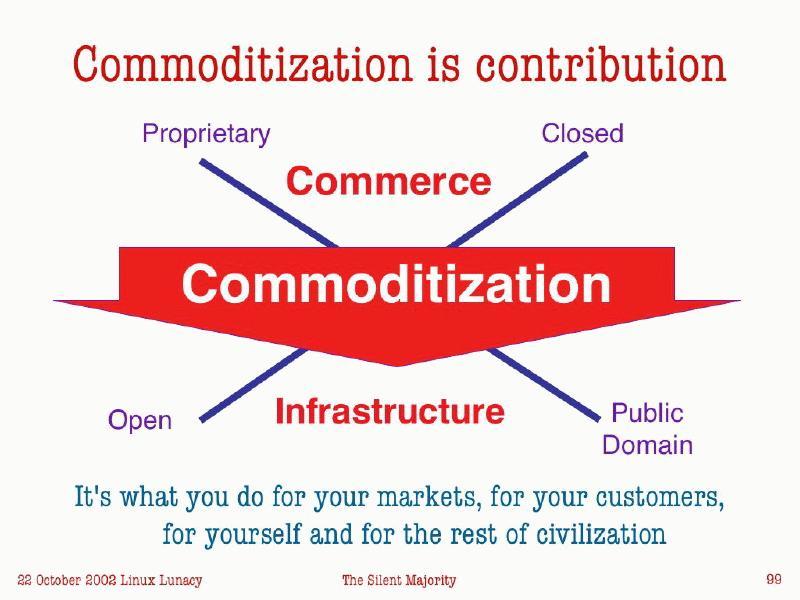 Commoditization is contribution
Proprietary
Closed
Commerce
Commoditization
Open
Infrastructure
Public
Domain
It's what you do for your markets, for your customers,
for yourself and for the rest of civilization
22 October 2002 Linux Lunacy
The Silent Majority
99